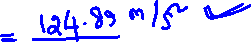 = 124.89 m/s² ✓